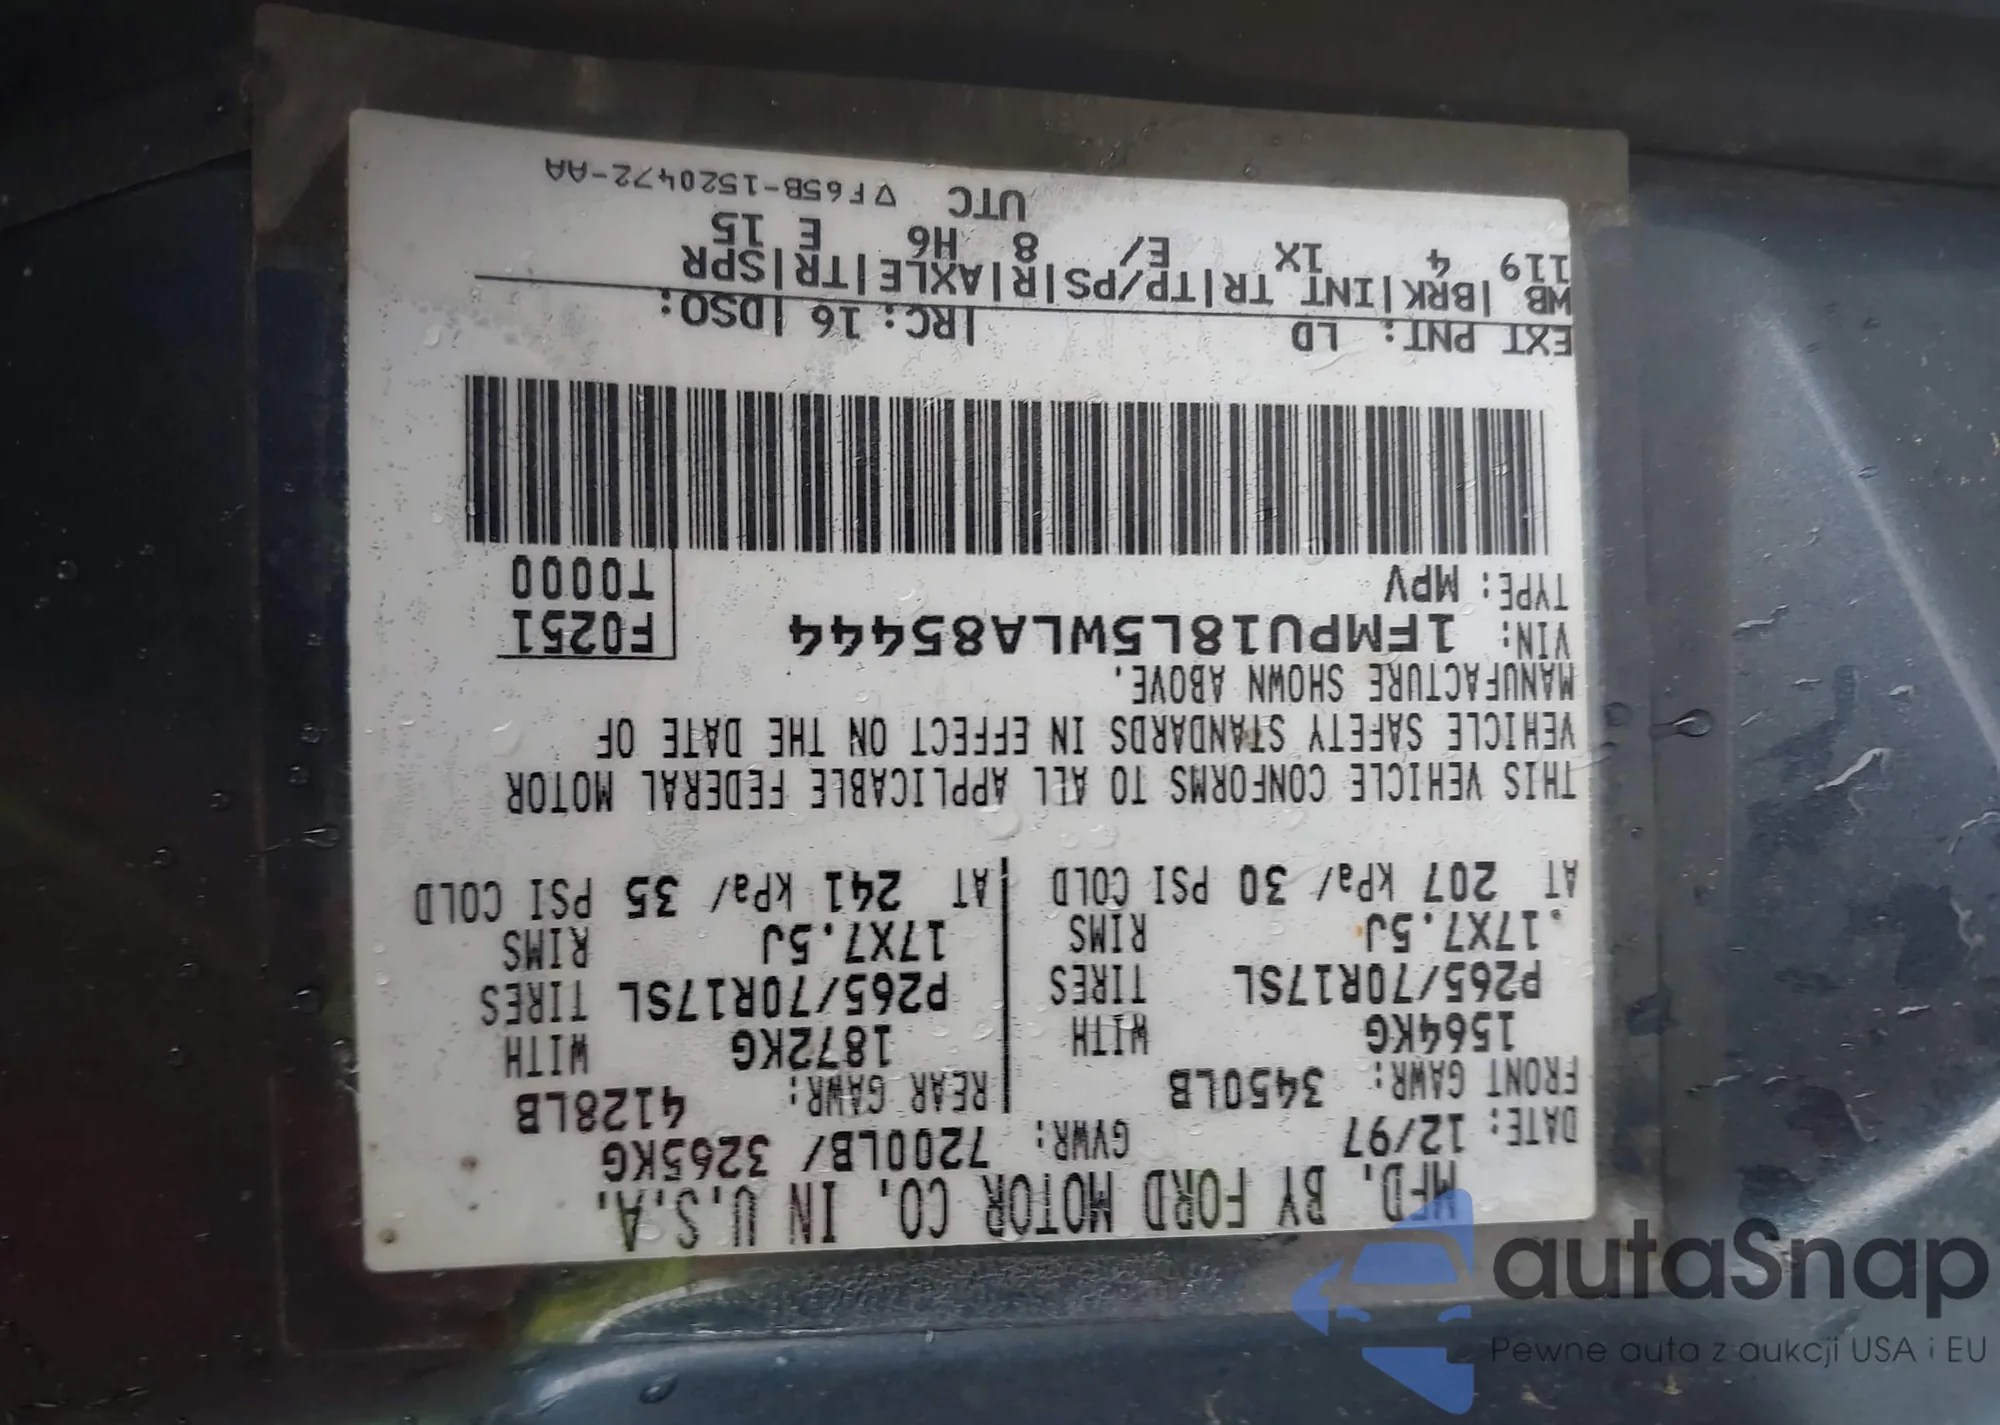 MFD. BY FORD MOTOR CO. IN U.S.A.
DATE: 12/97 GVWR: 7200LB/ 3265KG
FRONT GAWR: 3450LB REAR GAWR: 4128LB
1564KG WITH 1872KG WITH
P265/70R17SL TIRES P265/70R17SL TIRES
17X7.5J RIMS 17X7.5J RIMS
AT 207 kPa/ 30 PSI COLD AT 241 kPa/ 35 PSI COLD
THIS VEHICLE CONFORMS TO ALL APPLICABLE FEDERAL MOTOR
VEHICLE SAFETY STANDARDS IN EFFECT ON THE DATE OF
MANUFACTURE SHOWN ABOVE.
VIN: 1FMPU18L5WLA85444 F0251
TYPE: MPV T0000
EXT PNT: LD |RC: 16 |DSO:
WB |BRK|INT TR|TP/PS|R|AXLE|TR|SPR
119 4 1X E/ 8 H6 E 15
UTC ▽F65B-1520472-AA
autaSnap
Pewne auta z aukcji USA i EU